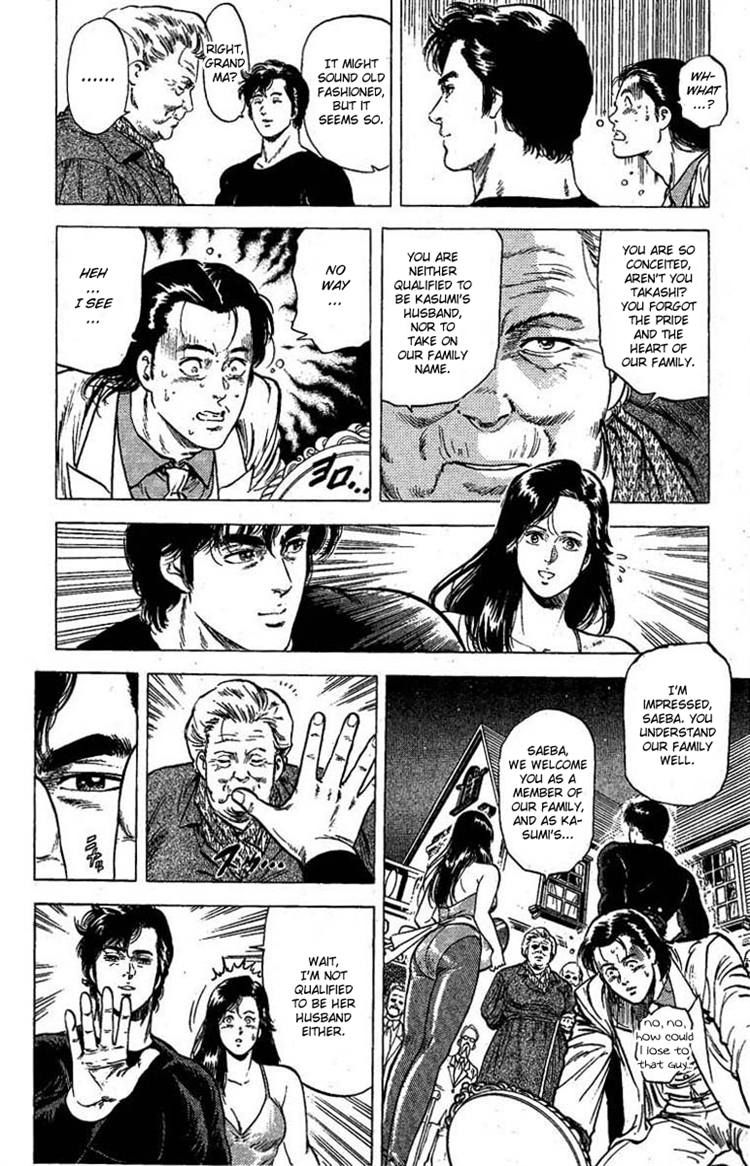 WH-
WHAT
...?
IT MIGHT
SOUND OLD
FASHIONED,
BUT IT
SEEMS SO.
RIGHT,
GRAND
MA?
......
YOU ARE SO
CONCEITED,
AREN'T YOU
TAKASHI?
YOU FORGOT
THE PRIDE
AND THE
HEART OF
OUR FAMILY.
YOU ARE
NEITHER
QUALIFIED TO
BE KASUMI'S
HUSBAND,
NOR TO
TAKE ON
OUR FAMILY
NAME.
NO
WAY
...
HEH
...
I SEE
...
ヨロ...
I'M
IMPRESSED,
SAEBA. YOU
UNDERSTAND
OUR FAMILY
WELL.
SAEBA,
WE WELCOME
YOU AS A
MEMBER OF
OUR FAMILY,
AND AS KA-
SUMI'S...
no, no,
how could
I lose to
that guy...
スッ...
WAIT,
I'M NOT
QUALIFIED
TO BE HER
HUSBAND
EITHER.